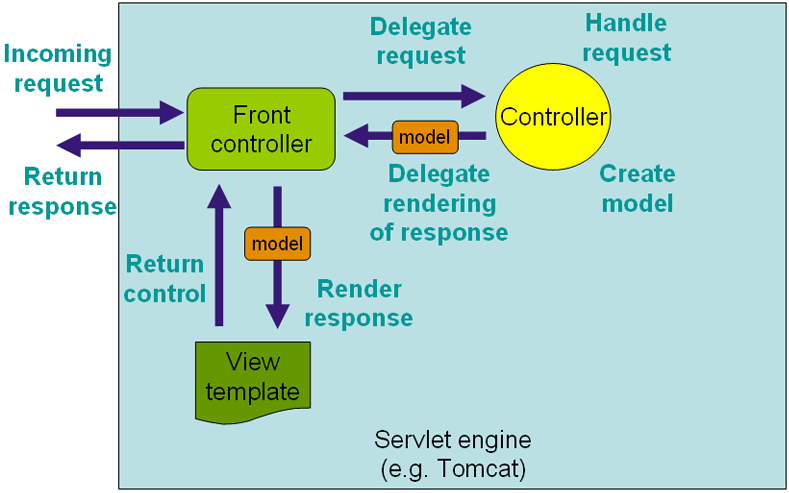 Incoming
request
Return
response
Front
controller
Delegate
request
Handle
request
Controller
model
Delegate
rendering
of response
Create
model
model
Return
control
Render
response
View
template
Servlet engine
(e.g. Tomcat)